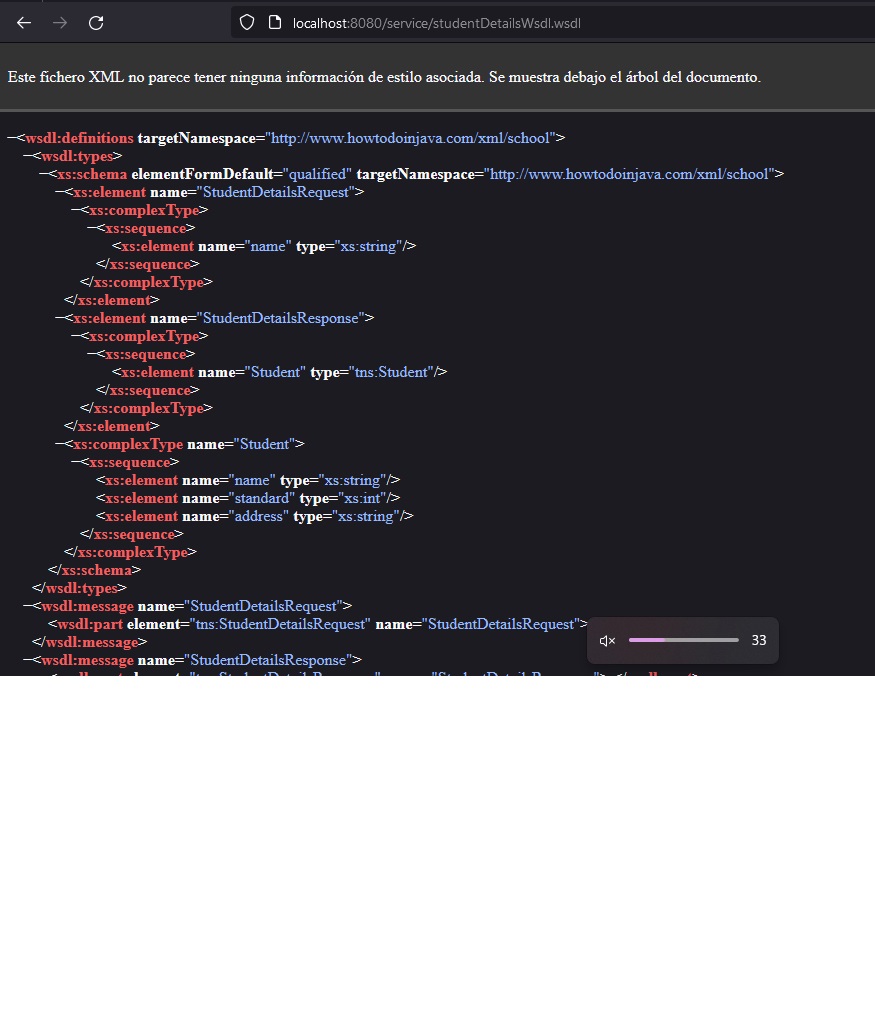 localhost:8080/service/studentDetailsWsdl.wsdl
Este fichero XML no parece tener ninguna información de estilo asociada. Se muestra debajo el árbol del documento.
—<wsdl:definitions targetNamespace="http://www.howtodoinjava.com/xml/school">
—<wsdl:types>
—<xs:schema elementFormDefault="qualified" targetNamespace="http://www.howtodoinjava.com/xml/school">
—<xs:element name="StudentDetailsRequest">
—<xs:complexType>
—<xs:sequence>
<xs:element name="name" type="xs:string"/>
</xs:sequence>
</xs:complexType>
</xs:element>
—<xs:element name="StudentDetailsResponse">
—<xs:complexType>
—<xs:sequence>
<xs:element name="Student" type="tns:Student"/>
</xs:sequence>
</xs:complexType>
</xs:element>
—<xs:complexType name="Student">
—<xs:sequence>
<xs:element name="name" type="xs:string"/>
<xs:element name="standard" type="xs:int"/>
<xs:element name="address" type="xs:string"/>
</xs:sequence>
</xs:complexType>
</xs:schema>
</wsdl:types>
—<wsdl:message name="StudentDetailsRequest">
<wsdl:part element="tns:StudentDetailsRequest" name="StudentDetailsRequest">
33
</wsdl:message>
—<wsdl:message name="StudentDetailsResponse">